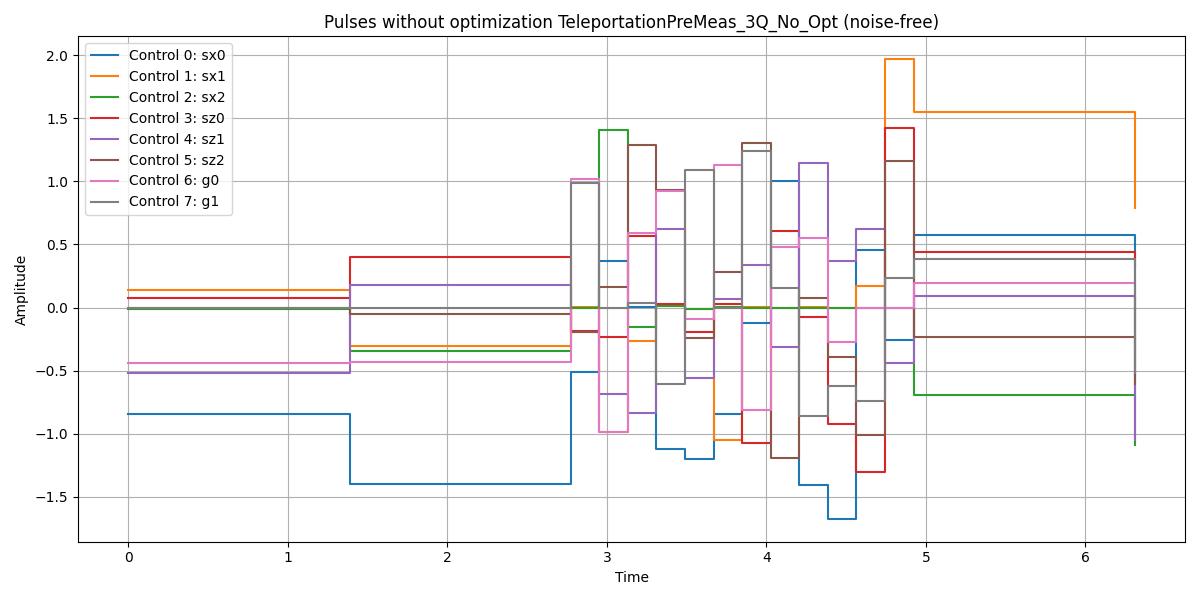 Pulses without optimization TeleportationPreMeas_3Q_No_Opt (noise-free)
Control 0: sx0
Control 1: sx1
Control 2: sx2
Control 3: sz0
Control 4: sz1
Control 5: sz2
Control 6: g0
Control 7: g1
Amplitude
2.0
1.5
1.0
0.5
0.0
−0.5
−1.0
−1.5
0 1 2 3 4 5 6
Time